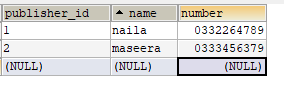 publisher_id name number
1 naila 0332264789
2 maseera 0333456379
(NULL) (NULL) (NULL)